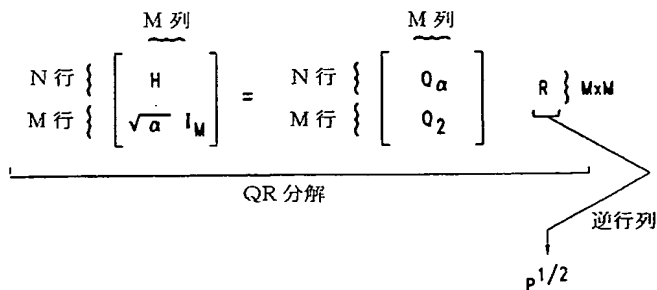 M 列 M 列
N 行 H = N 行 Qα R M×M
M 行 √α I_M M 行 Q2
QR 分解
逆行列
P^1/2